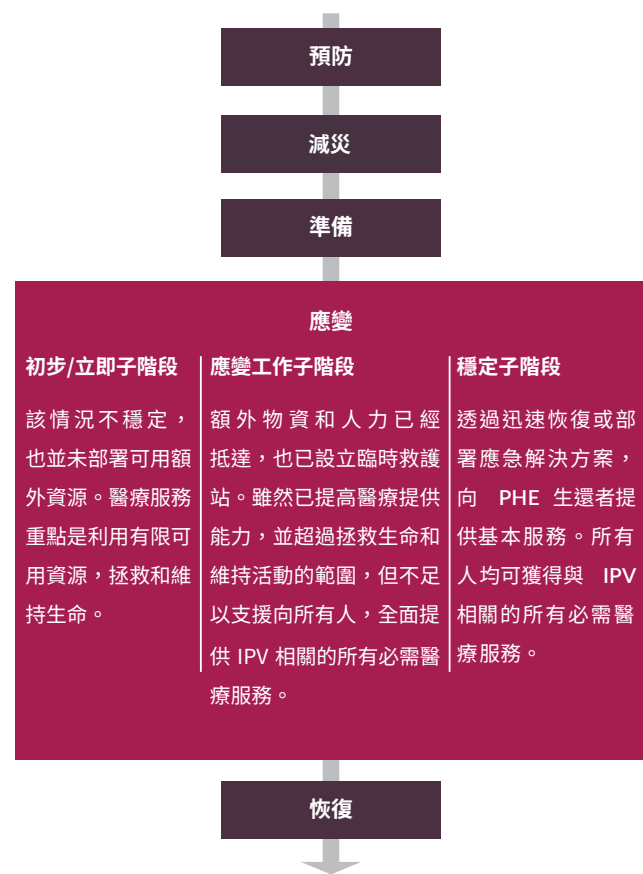 預防
減災
準備
應變
初步/立即子階段
該情況不穩定，
也並未部署可用額
外資源。醫療服務
重點是利用有限可
用資源，拯救和維
持生命。
應變工作子階段
額外物資和人力已經
抵達，也已設立臨時救護
站。雖然已提高醫療提供
能力，並超過拯救生命和
維持活動的範圍，但不足
以支援向所有人，全面提
供 IPV 相關的所有必需醫
療服務。
穩定子階段
透過迅速恢復或部
署應急解決方案，
向 PHE 生還者提
供基本服務。所有
人均可獲得與 IPV
相關的所有必需醫
療服務。
恢復